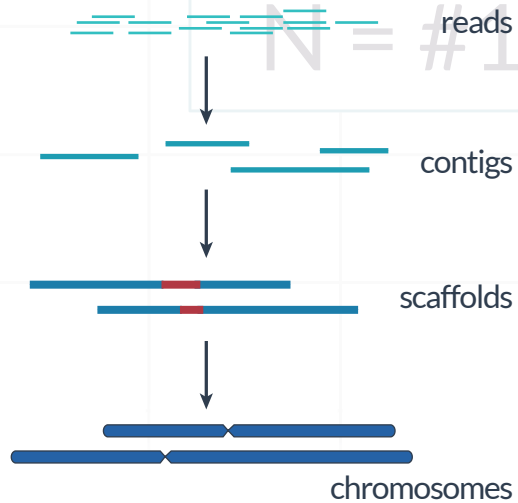 N = #1
reads
contigs
scaffolds
chromosomes